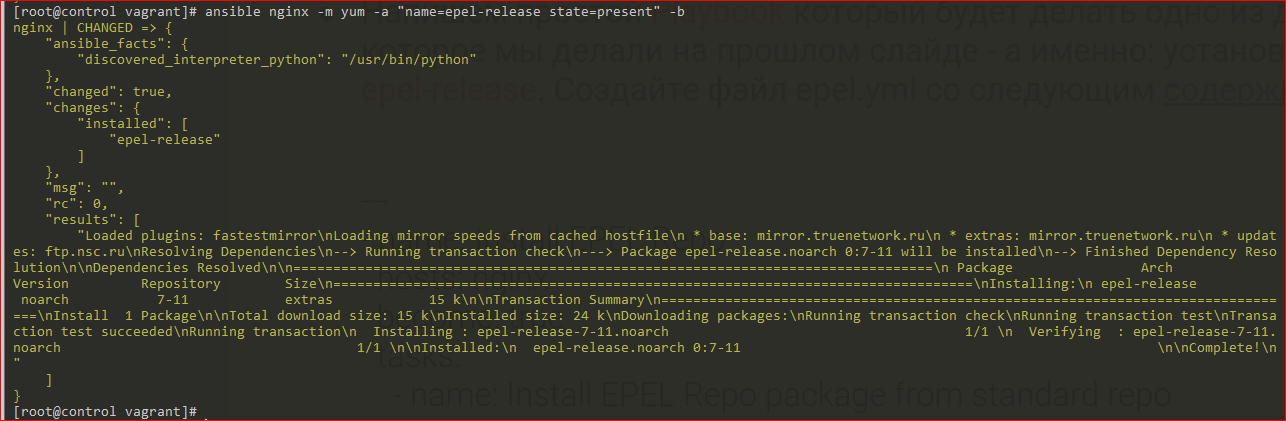 [root@control vagrant]# ansible nginx -m yum -a "name=epel-release state=present" -b
nginx | CHANGED => {
    "ansible_facts": {
        "discovered_interpreter_python": "/usr/bin/python"
    },
    "changed": true,
    "changes": {
        "installed": [
            "epel-release"
        ]
    },
    "msg": "",
    "rc": 0,
    "results": [
        "Loaded plugins: fastestmirror\nLoading mirror speeds from cached hostfile\n * base: mirror.truenetwork.ru\n * extras: mirror.truenetwork.ru\n * updat
es: ftp.nsc.ru\nResolving Dependencies\n--> Running transaction check\n---> Package epel-release.noarch 0:7-11 will be installed\n--> Finished Dependency Reso
lution\n\nDependencies Resolved\n\n================================================================================\n Package                Arch
Version         Repository        Size\n================================================================================\nInstalling:\n epel-release
 noarch           7-11            extras            15 k\n\nTransaction Summary\n=============================================================================
===\nInstall  1 Package\n\nTotal download size: 15 k\nInstalled size: 24 k\nDownloading packages:\nRunning transaction check\nRunning transaction test\nTransa
ction test succeeded\nRunning transaction\n  Installing : epel-release-7-11.noarch                                     1/1 \n  Verifying  : epel-release-7-11.
noarch                                     1/1 \n\nInstalled:\n  epel-release.noarch 0:7-11                                                    \n\nComplete!\n
"
    ]
}
[root@control vagrant]#
который будет делать одно из
которое мы делали на прошлом слайде - а именно: установ
epel-release. Создайте файл epel.yml со следующим содерж
tasks:
- name: Install EPEL Repo package from standard repo